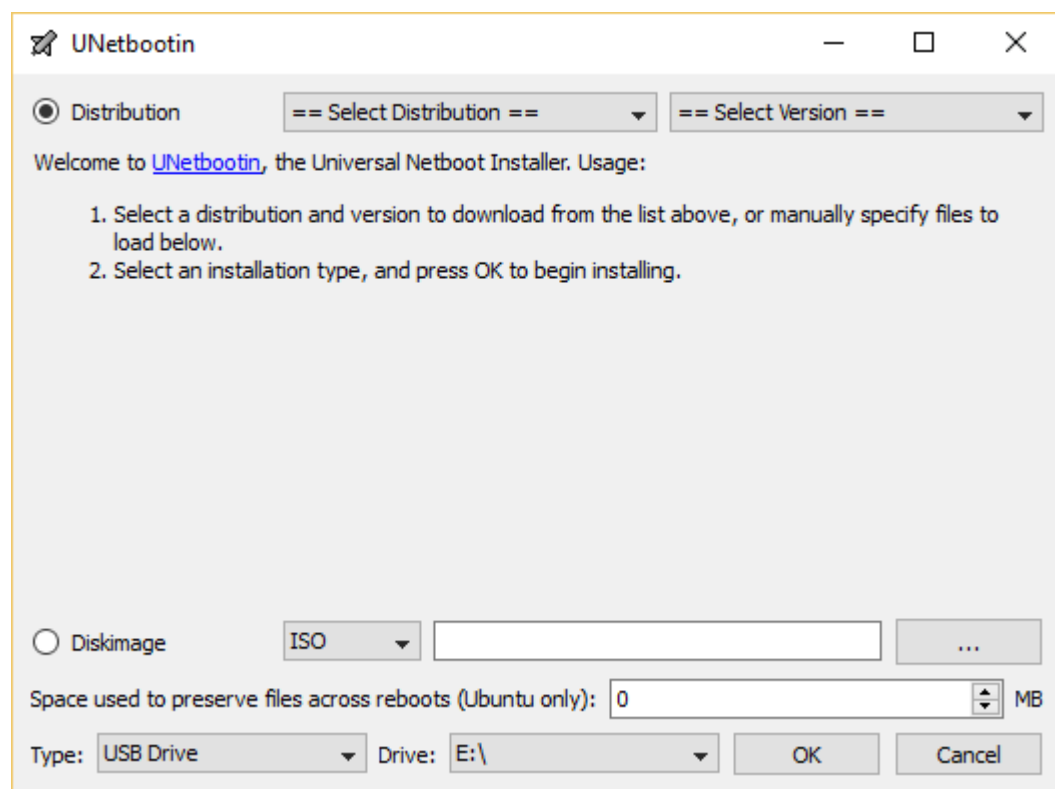 UNetbootin
Distribution == Select Distribution == == Select Version ==
Welcome to UNetbootin, the Universal Netboot Installer. Usage:
1. Select a distribution and version to download from the list above, or manually specify files to
load below.
2. Select an installation type, and press OK to begin installing.
Diskimage ISO ...
Space used to preserve files across reboots (Ubuntu only): 0 MB
Type: USB Drive Drive: E:\ OK Cancel